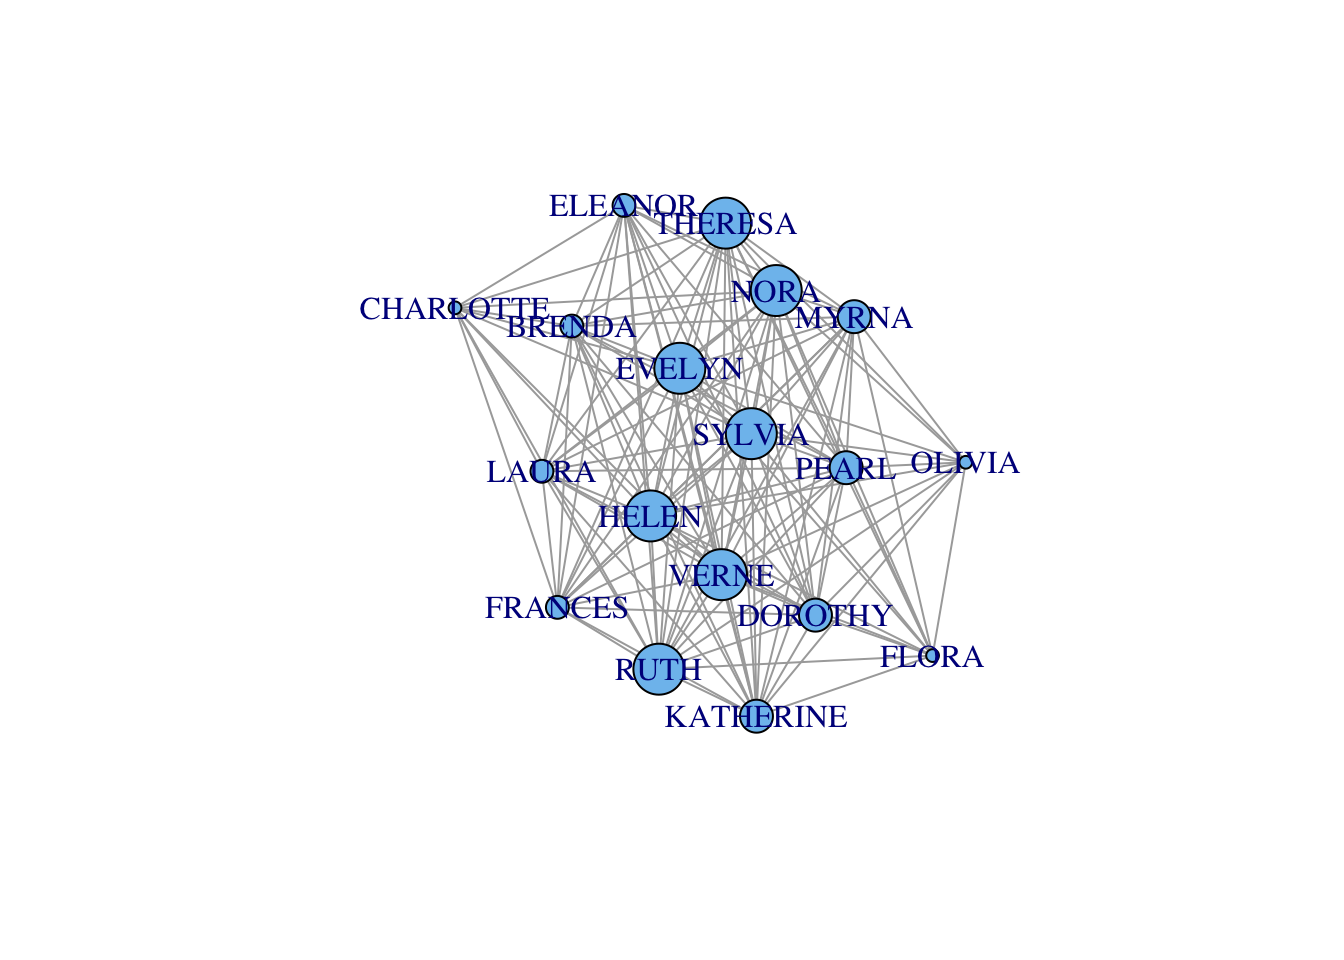 ELEANOR
THERESA
NORA
CHARLOTTE
MYRNA
BRENDA
EVELYN
SYLVIA
OLIVIA
LAURA
PEARL
HELEN
VERNE
FRANCES
DOROTHY
FLORA
RUTH
KATHERINE